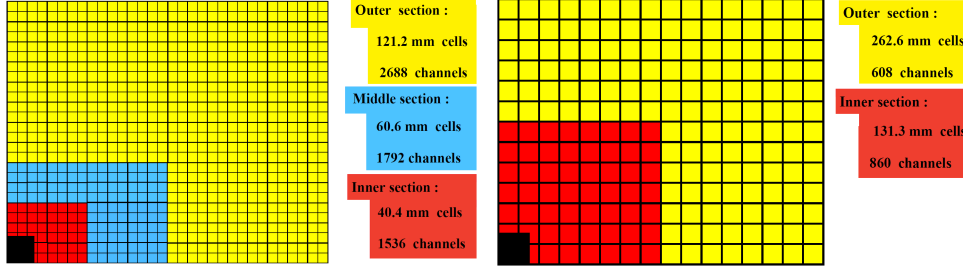 Outer section :
121.2 mm cells
2688 channels
Middle section :
60.6 mm cells
1792 channels
Inner section :
40.4 mm cells
1536 channels
Outer section :
262.6 mm cells
608 channels
Inner section :
131.3 mm cells
860 channels